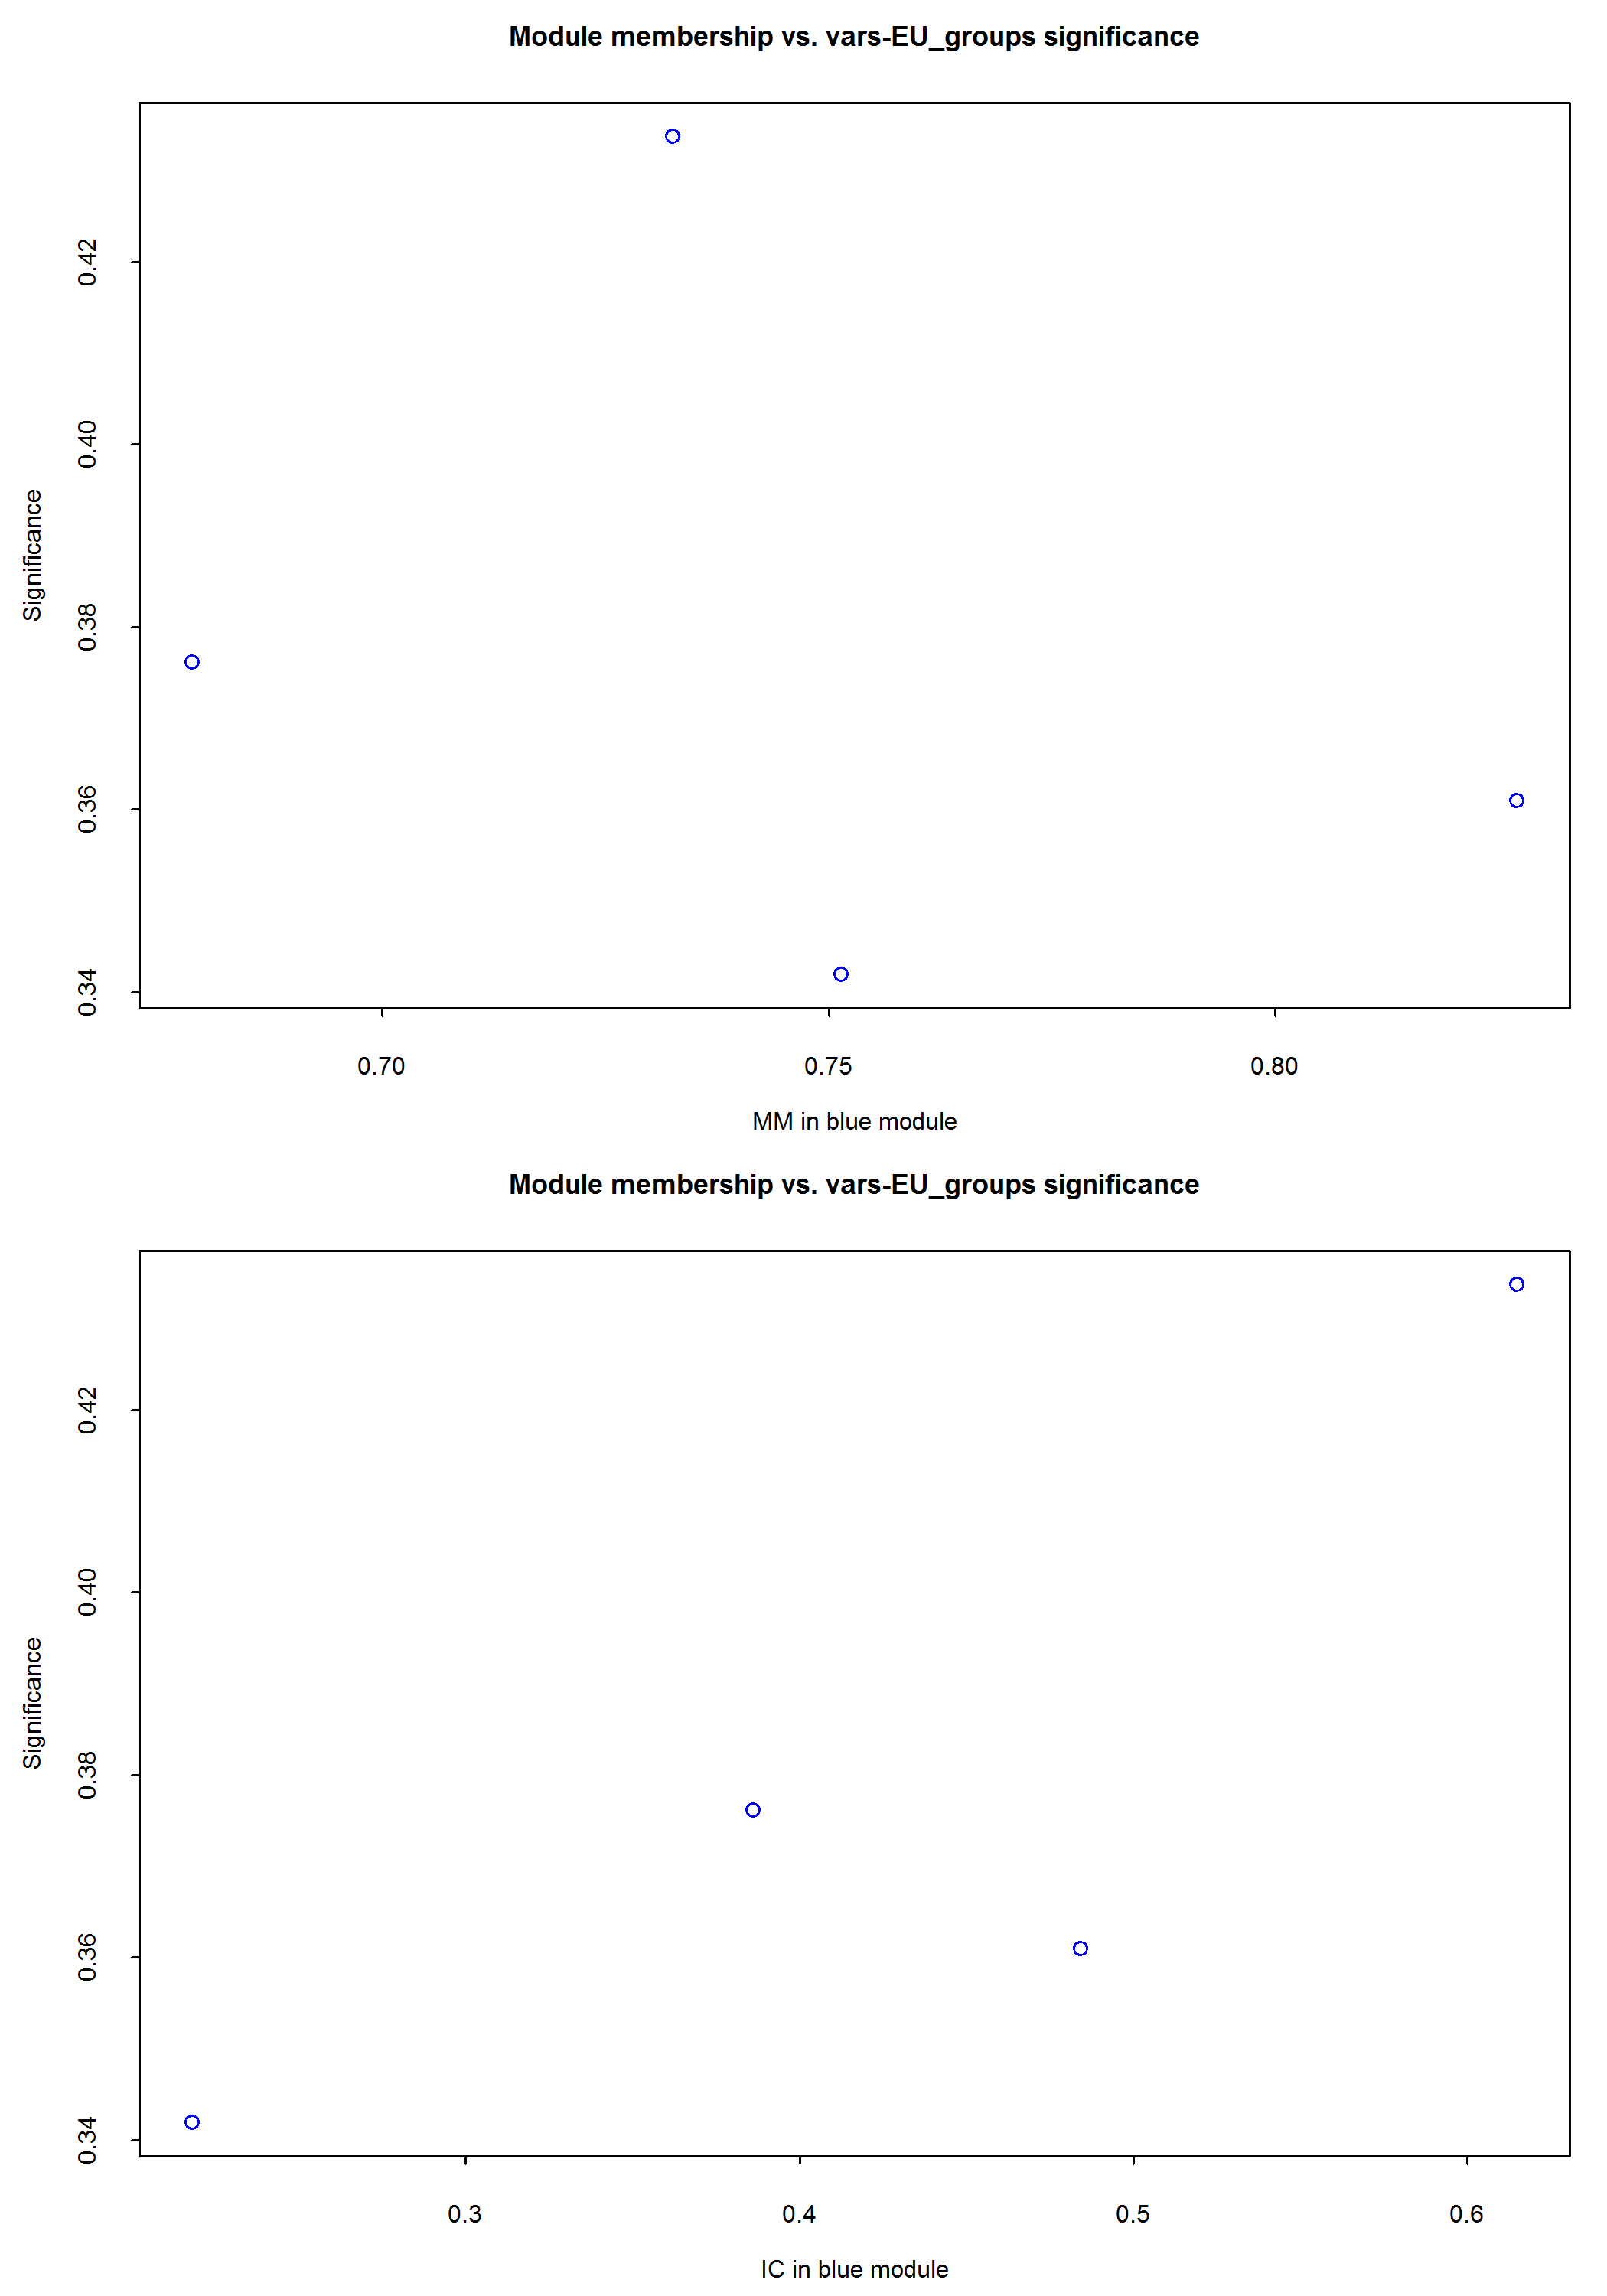 Module membership vs. vars-EU_groups significance
0.42
0.40
0.38
0.36
0.34
Significance
0.70 0.75 0.80
MM in blue module
Module membership vs. vars-EU_groups significance
0.42
0.40
0.38
0.36
0.34
Significance
0.3 0.4 0.5 0.6
IC in blue module